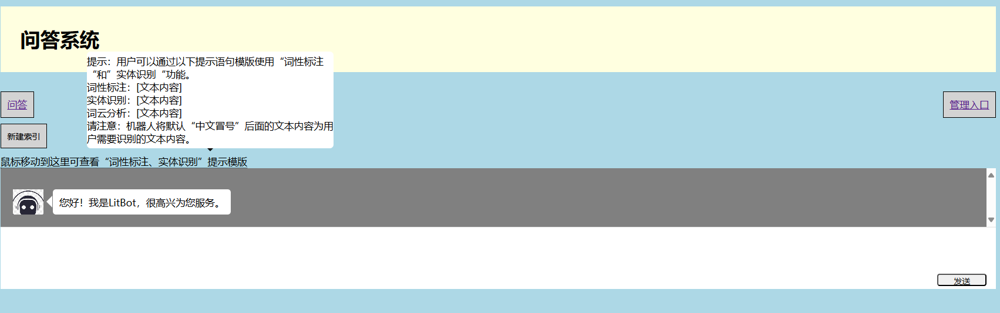 问答系统
提示：用户可以通过以下提示语句模版使用“词性标注
“和”实体识别“功能。
词性标注：[文本内容]
实体识别：[文本内容]
词云分析：[文本内容]
请注意：机器人将默认“中文冒号”后面的文本内容为用
户需要识别的文本内容。
问答
管理入口
新建索引
鼠标移动到这里可查看“词性标注、实体识别”提示模版
您好！我是LitBot，很高兴为您服务。
发送